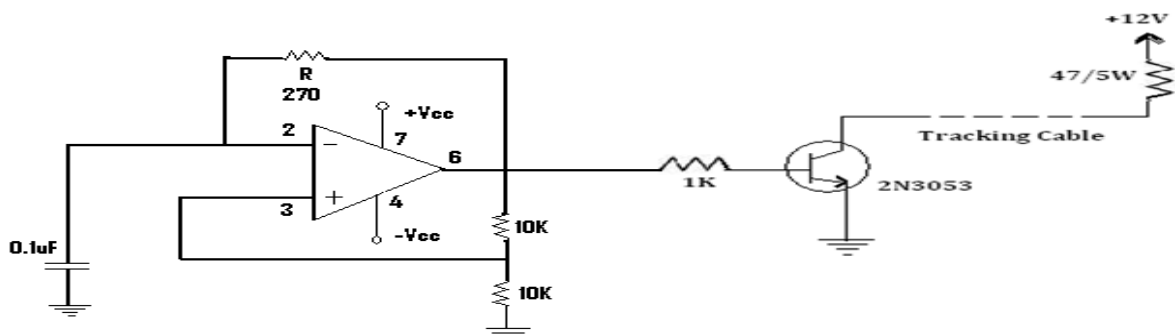 +12V
47/5W
Tracking Cable
R
270
+Vcc
2
−
7
6
+
3
4
-Vcc
1K
2N3053
10K
0.1uF
10K